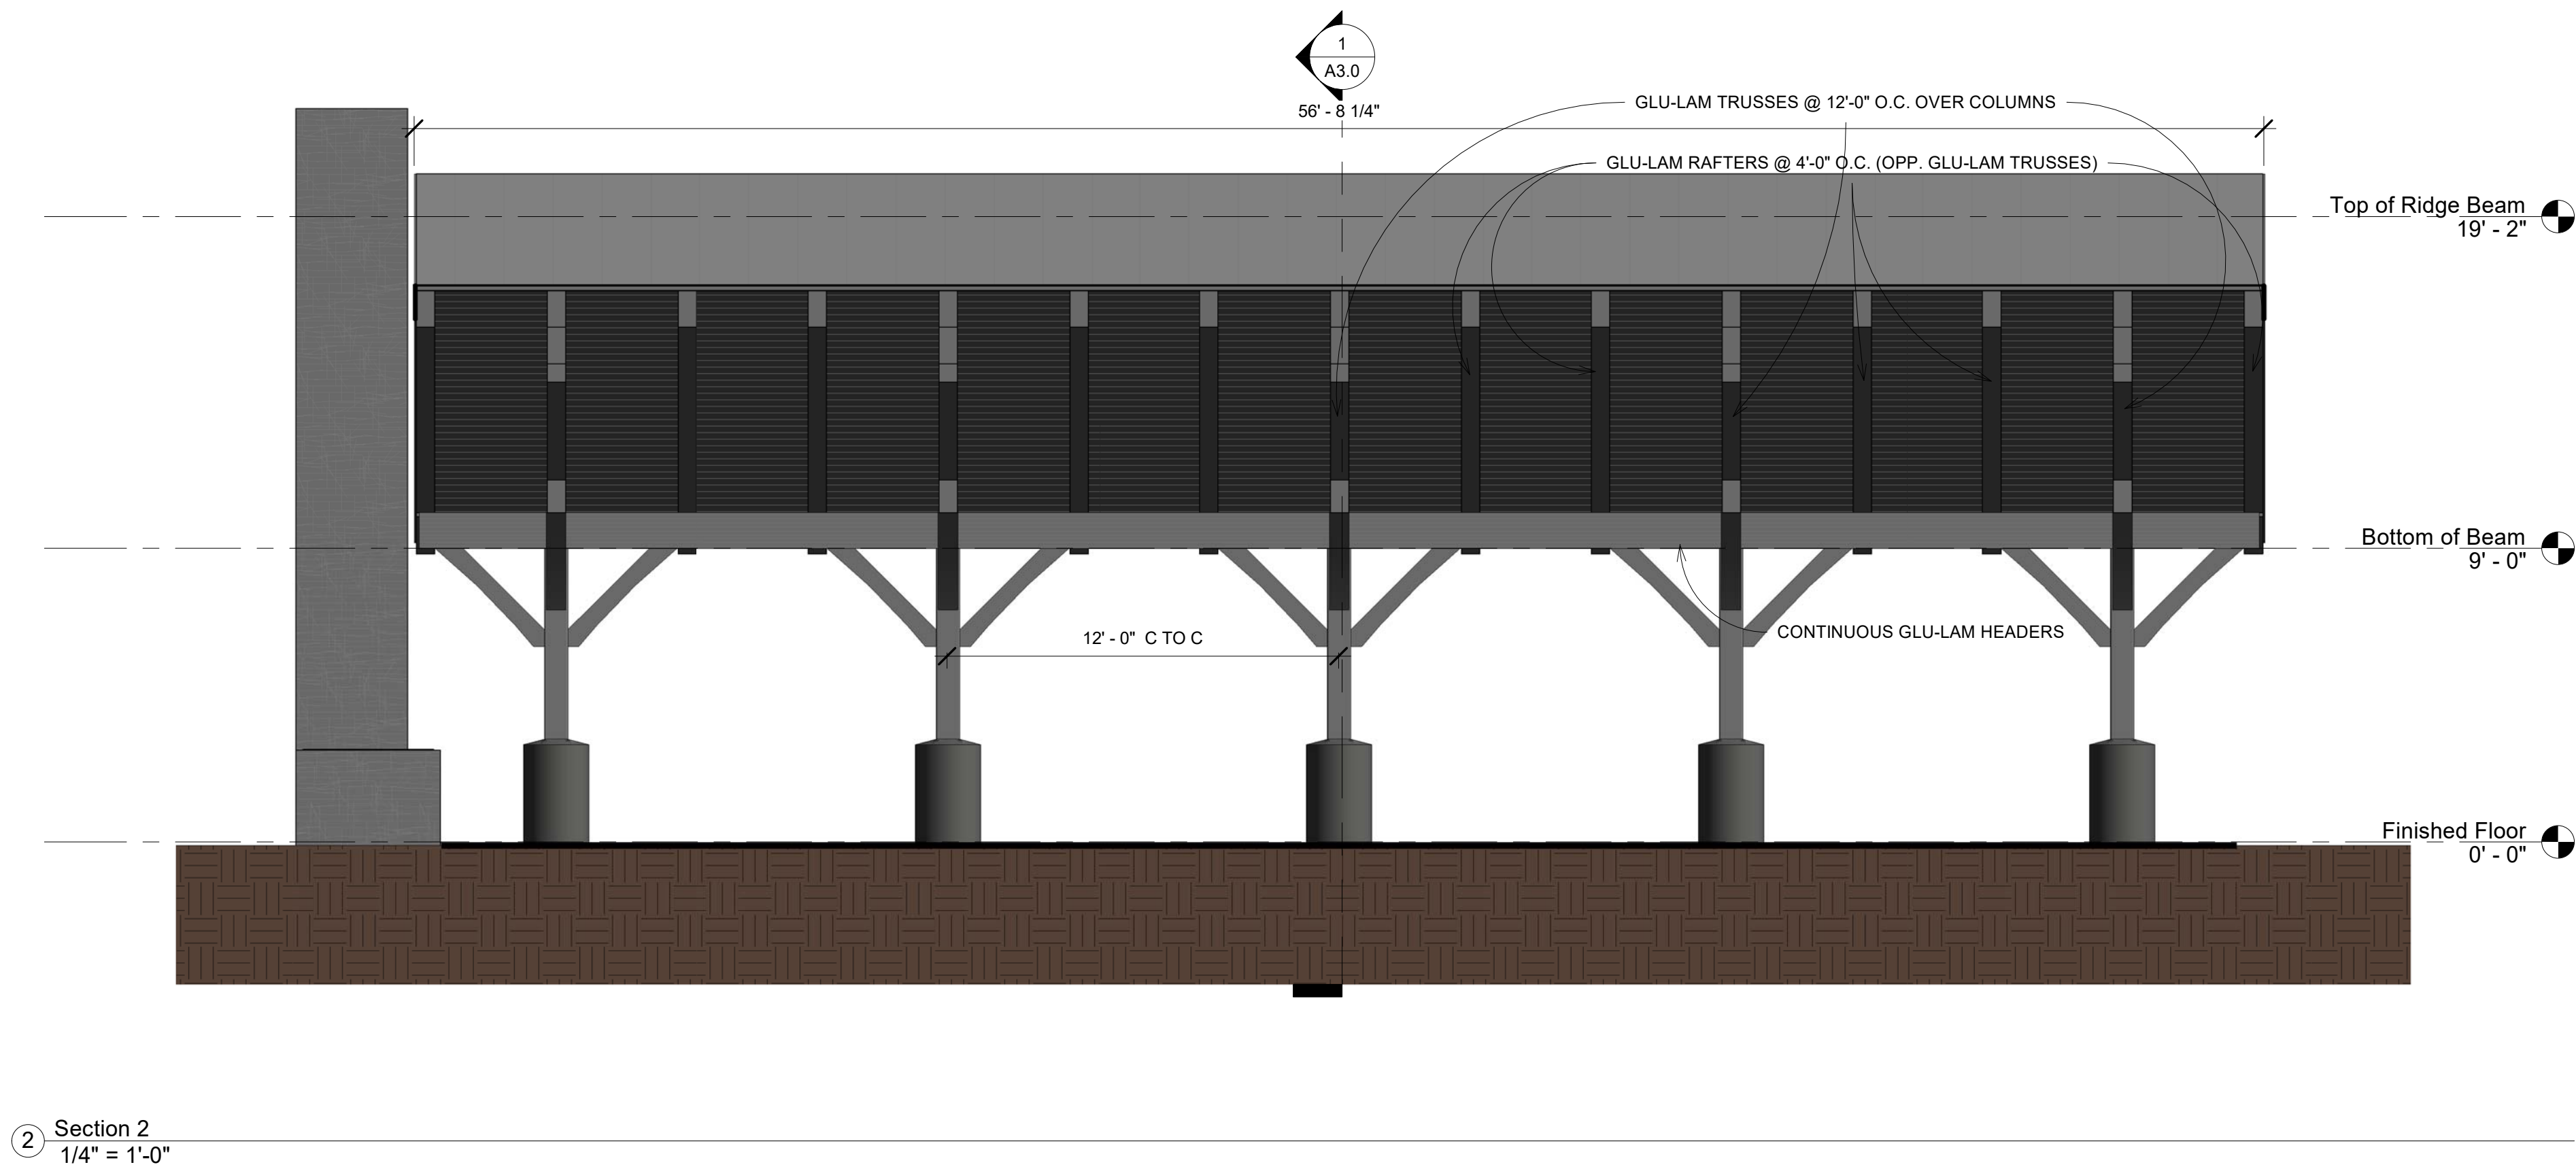 1
A3.0
56' - 8 1/4"
GLU-LAM TRUSSES @ 12'-0" O.C. OVER COLUMNS
GLU-LAM RAFTERS @ 4'-0" O.C. (OPP. GLU-LAM TRUSSES)
Top of Ridge Beam
19' - 2"
Bottom of Beam
9' - 0"
12' - 0" C TO C
CONTINUOUS GLU-LAM HEADERS
Finished Floor
0' - 0"
2
Section 2
1/4" = 1'-0"